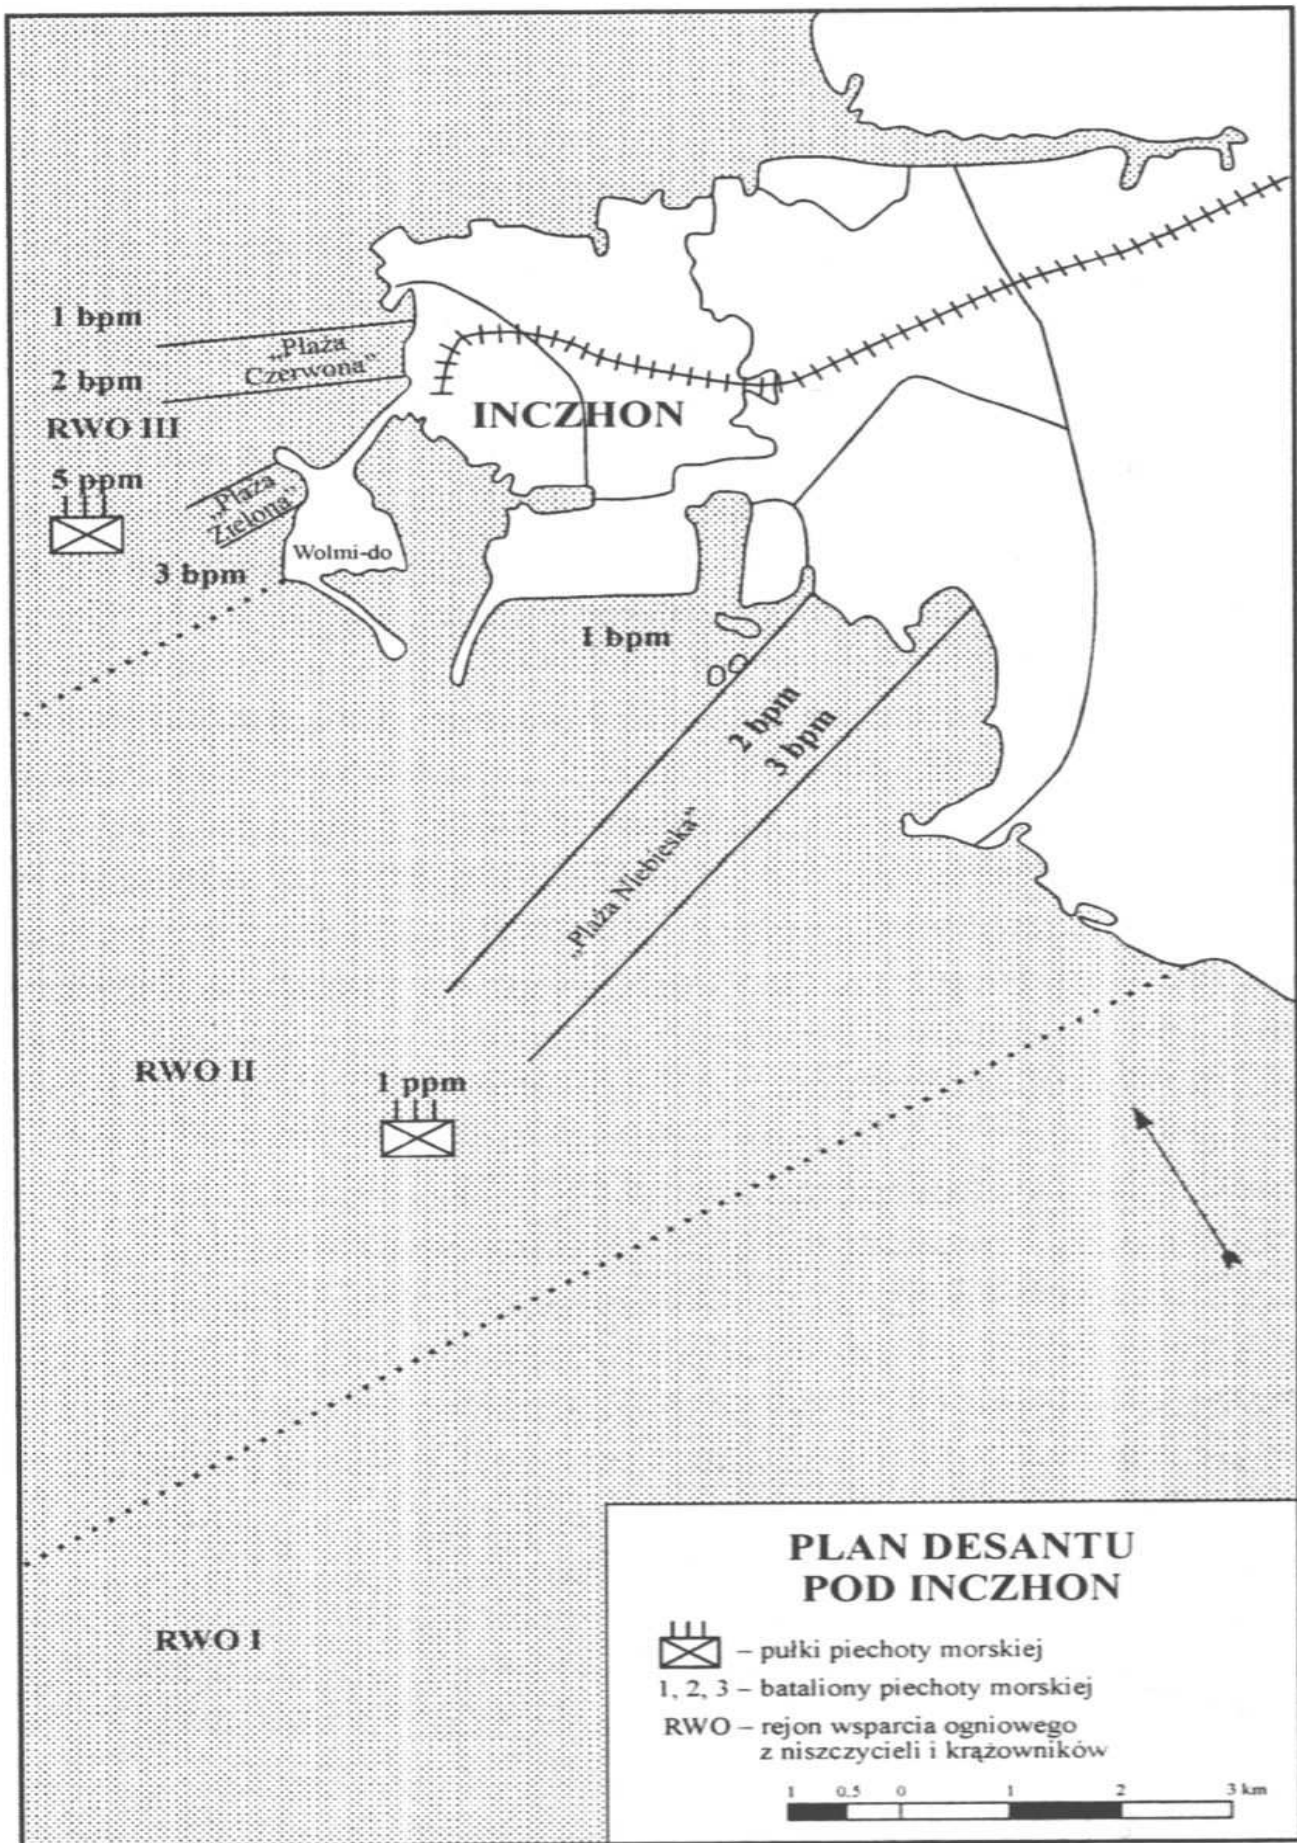 1 bpm
„Plaża
Czerwona”
2 bpm
RWO III
INCZHON
5 ppm
„Plaża
Zielona”
Wolmi-do
3 bpm
1 bpm
2 bpm
3 bpm
„Plaża Niebieska”
RWO II
1 ppm
RWO I
PLAN DESANTU
POD INCZHON
– pułki piechoty morskiej
1, 2, 3 – bataliony piechoty morskiej
RWO – rejon wsparcia ogniowego
z niszczycieli i krążowników
1 0.5 0 1 2 3 km